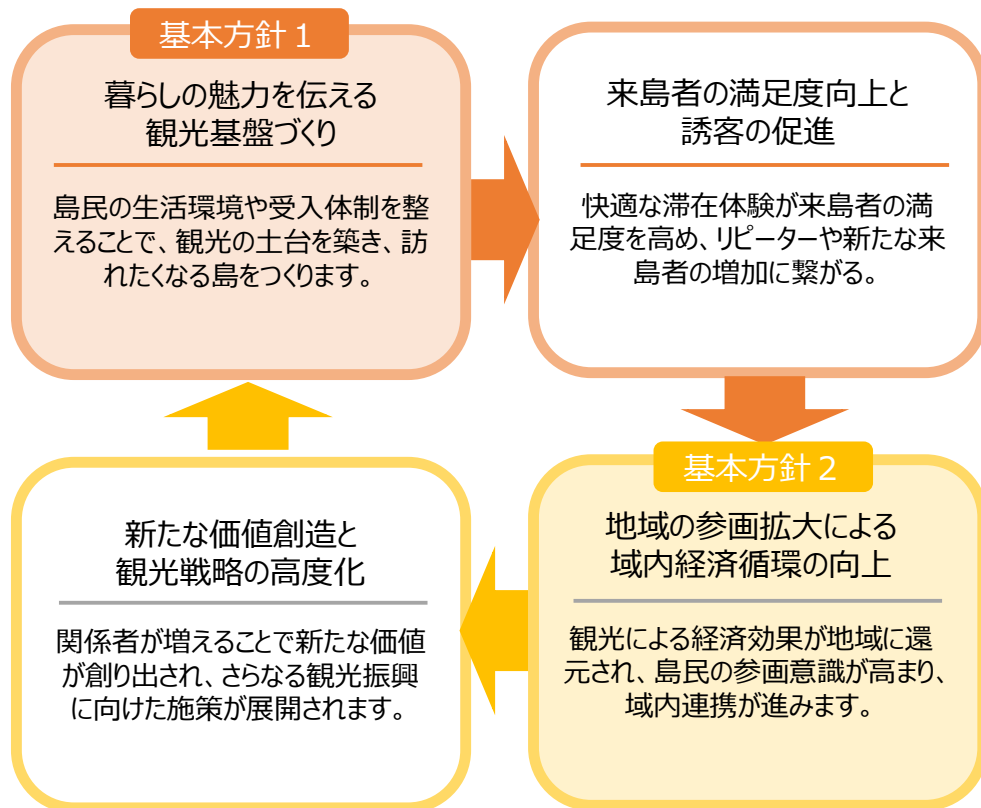 基本方針1
暮らしの魅力を伝える
観光基盤づくり
島民の生活環境や受入体制を整
えることで、観光の土台を築き、訪
れたくなる島をつくります。
来島者の満足度向上と
誘客の促進
快適な滞在体験が来島者の満
足度を高め、リピーターや新たな来
島者の増加に繋がる。
基本方針2
地域の参画拡大による
域内経済循環の向上
観光による経済効果が地域に還
元され、島民の参画意識が高まり、
域内連携が進みます。
新たな価値創造と
観光戦略の高度化
関係者が増えることで新たな価値
が創り出され、さらなる観光振興
に向けた施策が展開されます。